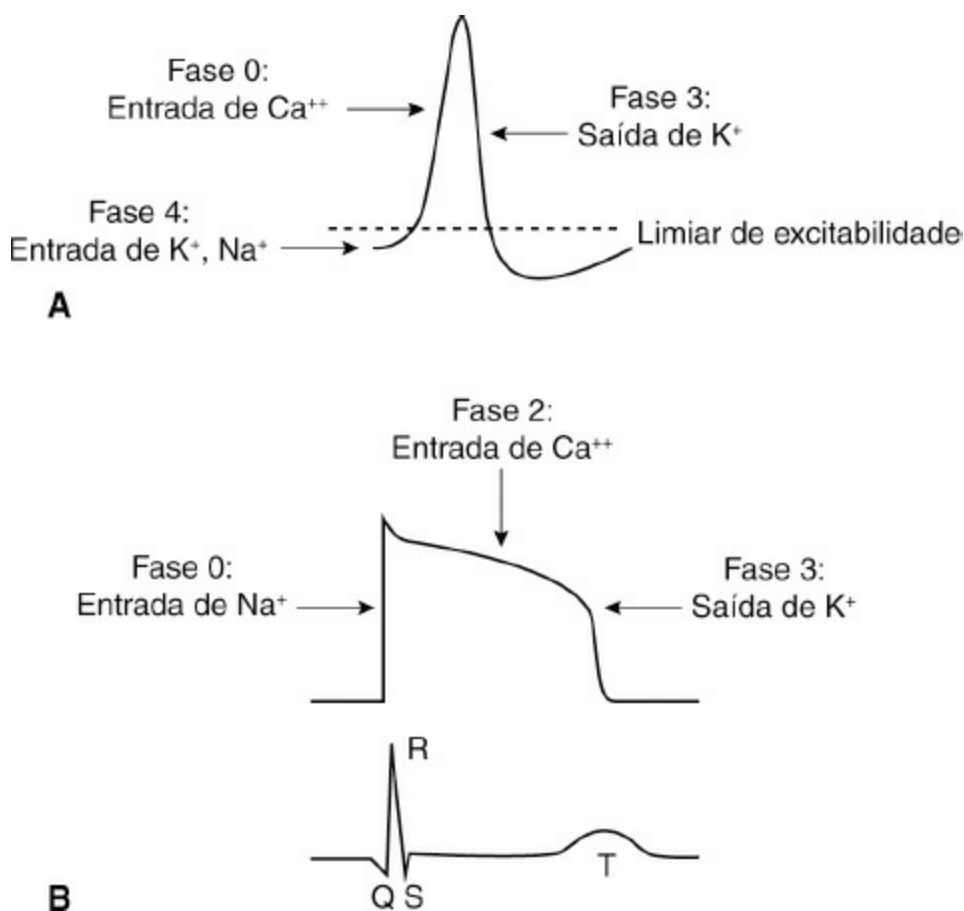 Fase 0:
Entrada de Ca⁺⁺
Fase 3:
Saída de K⁺
Fase 4:
Entrada de K⁺, Na⁺
Limiar de excitabilidade
A
Fase 2:
Entrada de Ca⁺⁺
Fase 0:
Entrada de Na⁺
Fase 3:
Saída de K⁺
R
T
Q S
B